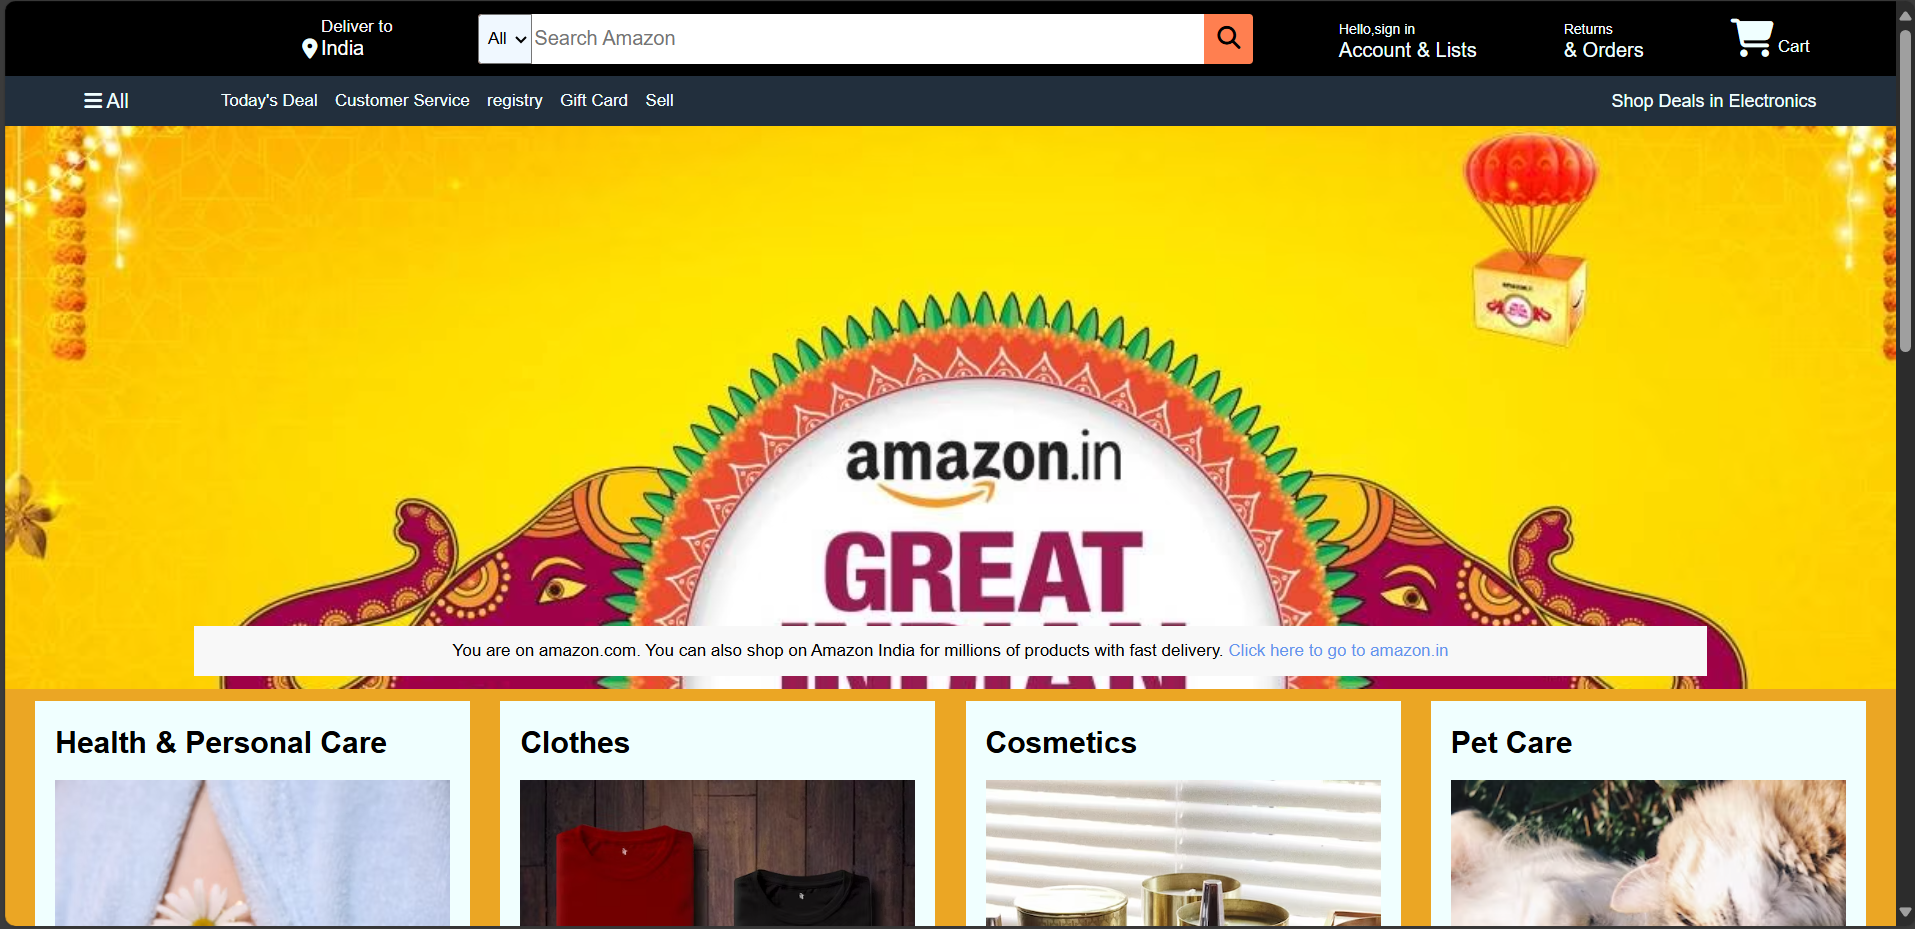 Deliver to
India
All
Search Amazon
Hello,sign in
Account & Lists
Returns
& Orders
Cart
All
Today's Deal
Customer Service
registry
Gift Card
Sell
Shop Deals in Electronics
amazon.in
GREAT
INDIAN
You are on amazon.com. You can also shop on Amazon India for millions of products with fast delivery. Click here to go to amazon.in
Health & Personal Care
Clothes
Cosmetics
Pet Care